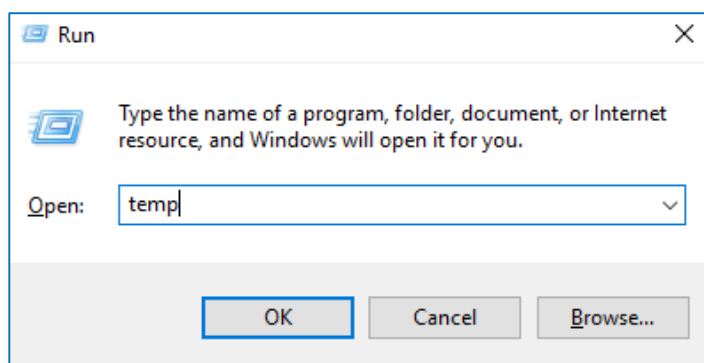 Run
Type the name of a program, folder, document, or Internet
resource, and Windows will open it for you.
Open: temp
OK Cancel Browse...